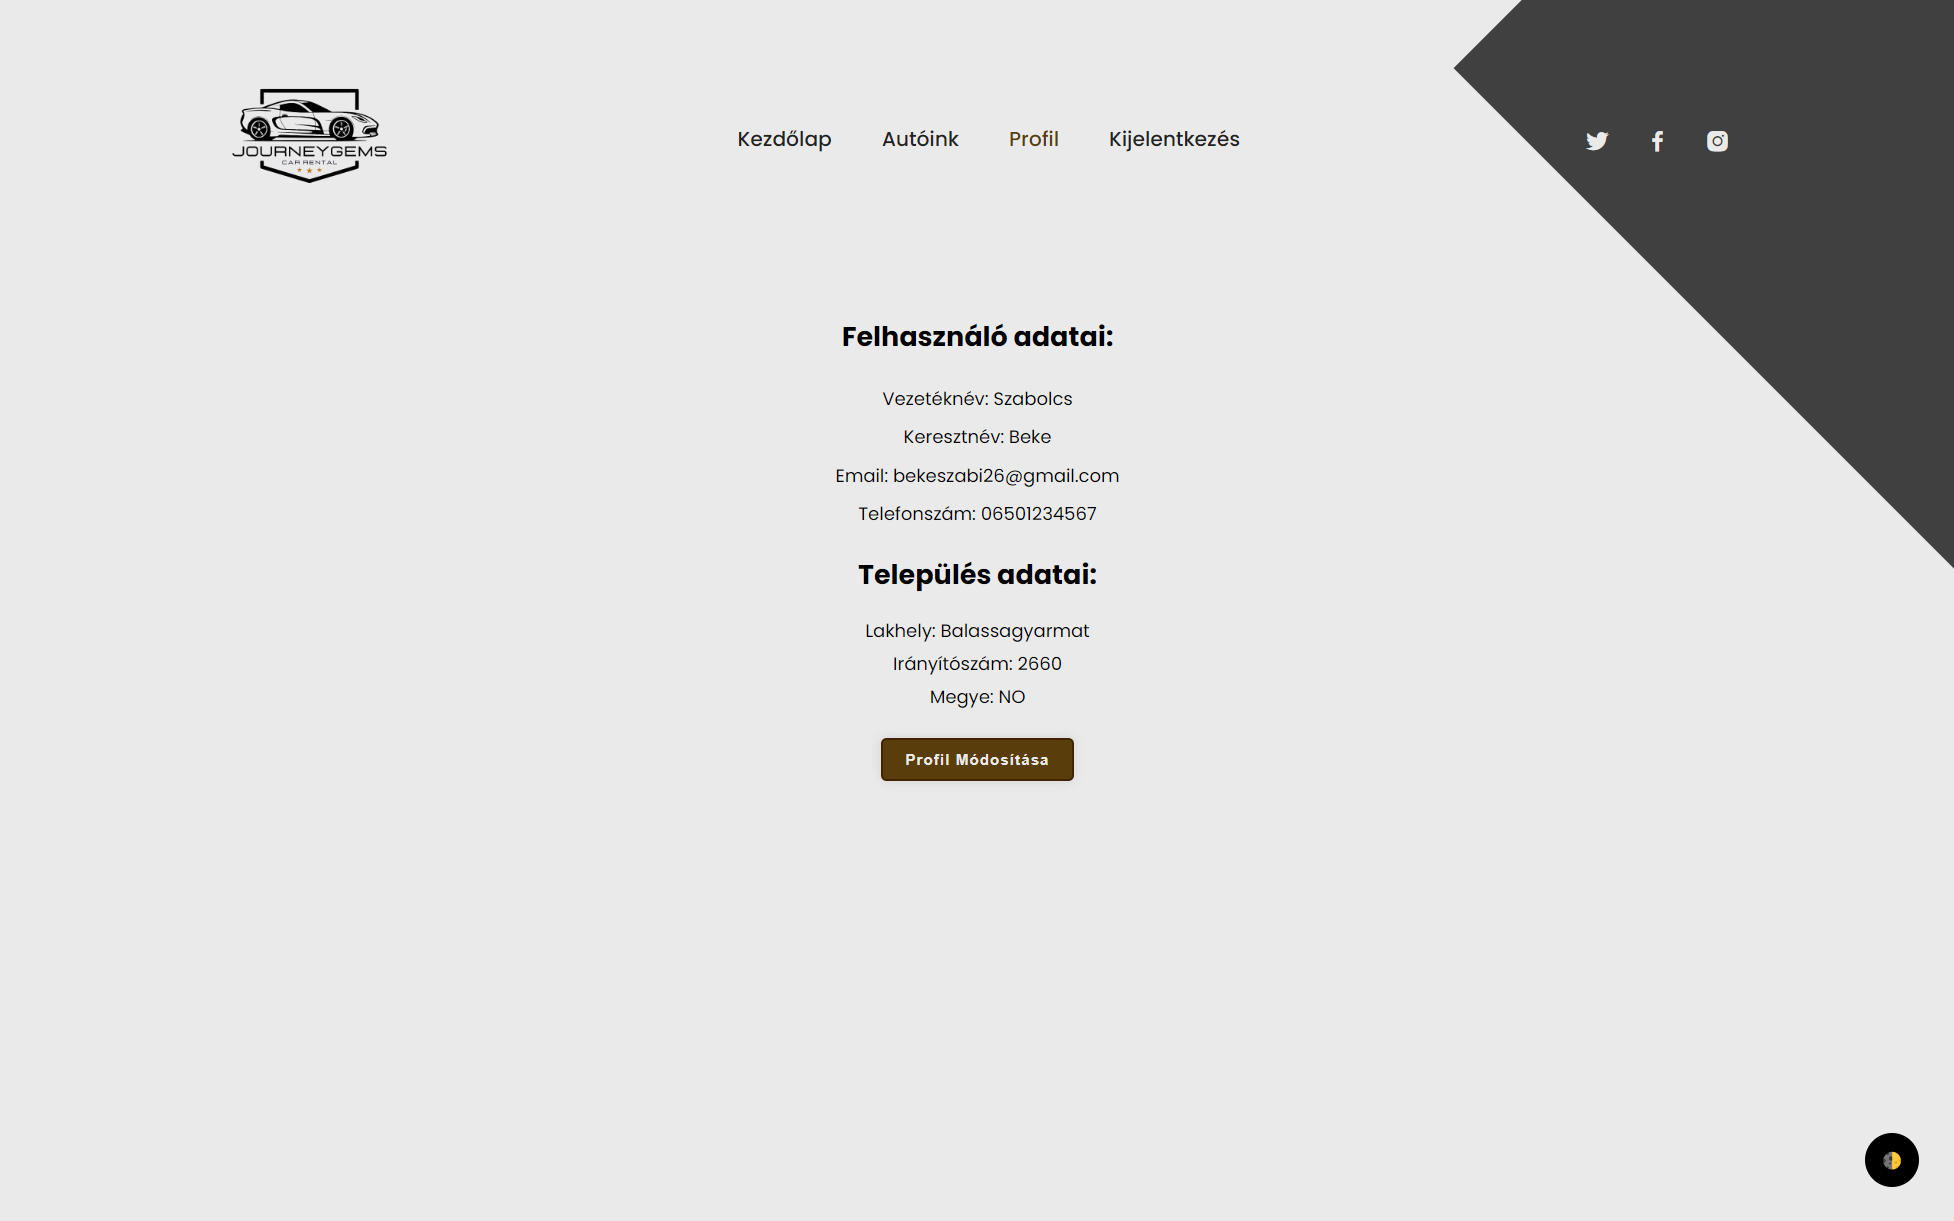 JOURNEYGEMS
CAR RENTAL
Kezdőlap Autóink Profil Kijelentkezés
Felhasználó adatai:
Vezetéknév: Szabolcs
Keresztnév: Beke
Email: bekeszabi26@gmail.com
Telefonszám: 06501234567
Település adatai:
Lakhely: Balassagyarmat
Irányítószám: 2660
Megye: NO
Profil Módosítása